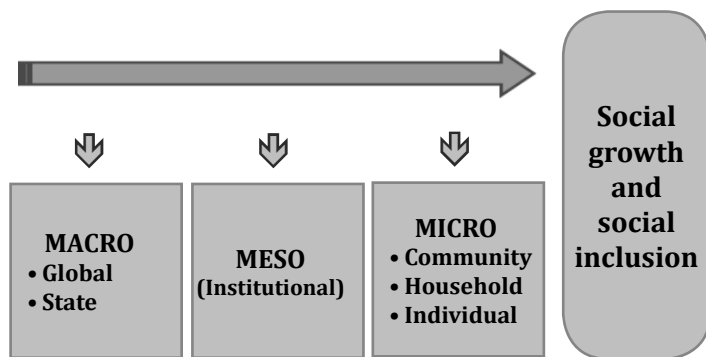 MACRO
• Global
• State
MESO
(Institutional)
MICRO
• Community
• Household
• Individual
Social
growth
and
social
inclusion